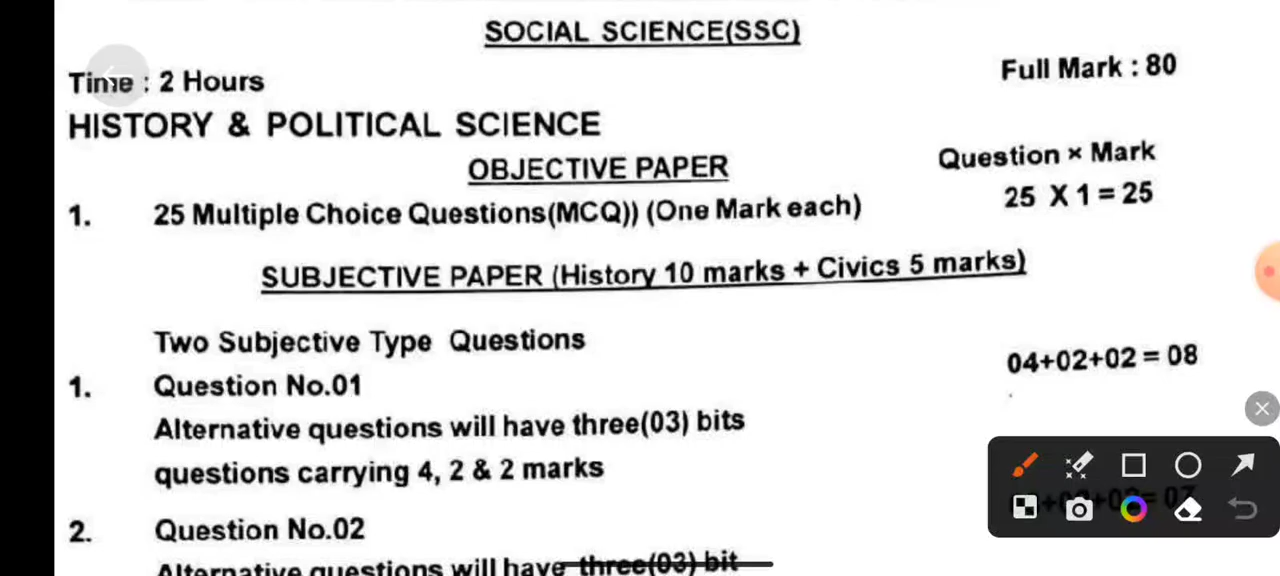 SOCIAL SCIENCE(SSC)
Time : 2 Hours
Full Mark : 80
HISTORY & POLITICAL SCIENCE
OBJECTIVE PAPER
Question × Mark
1. 25 Multiple Choice Questions(MCQ)) (One Mark each) 25 X 1 = 25
SUBJECTIVE PAPER (History 10 marks + Civics 5 marks)
Two Subjective Type Questions
04+02+02 = 08
1. Question No.01
Alternative questions will have three(03) bits
questions carrying 4, 2 & 2 marks
2. Question No.02
Alternative questions will have three(03) bit